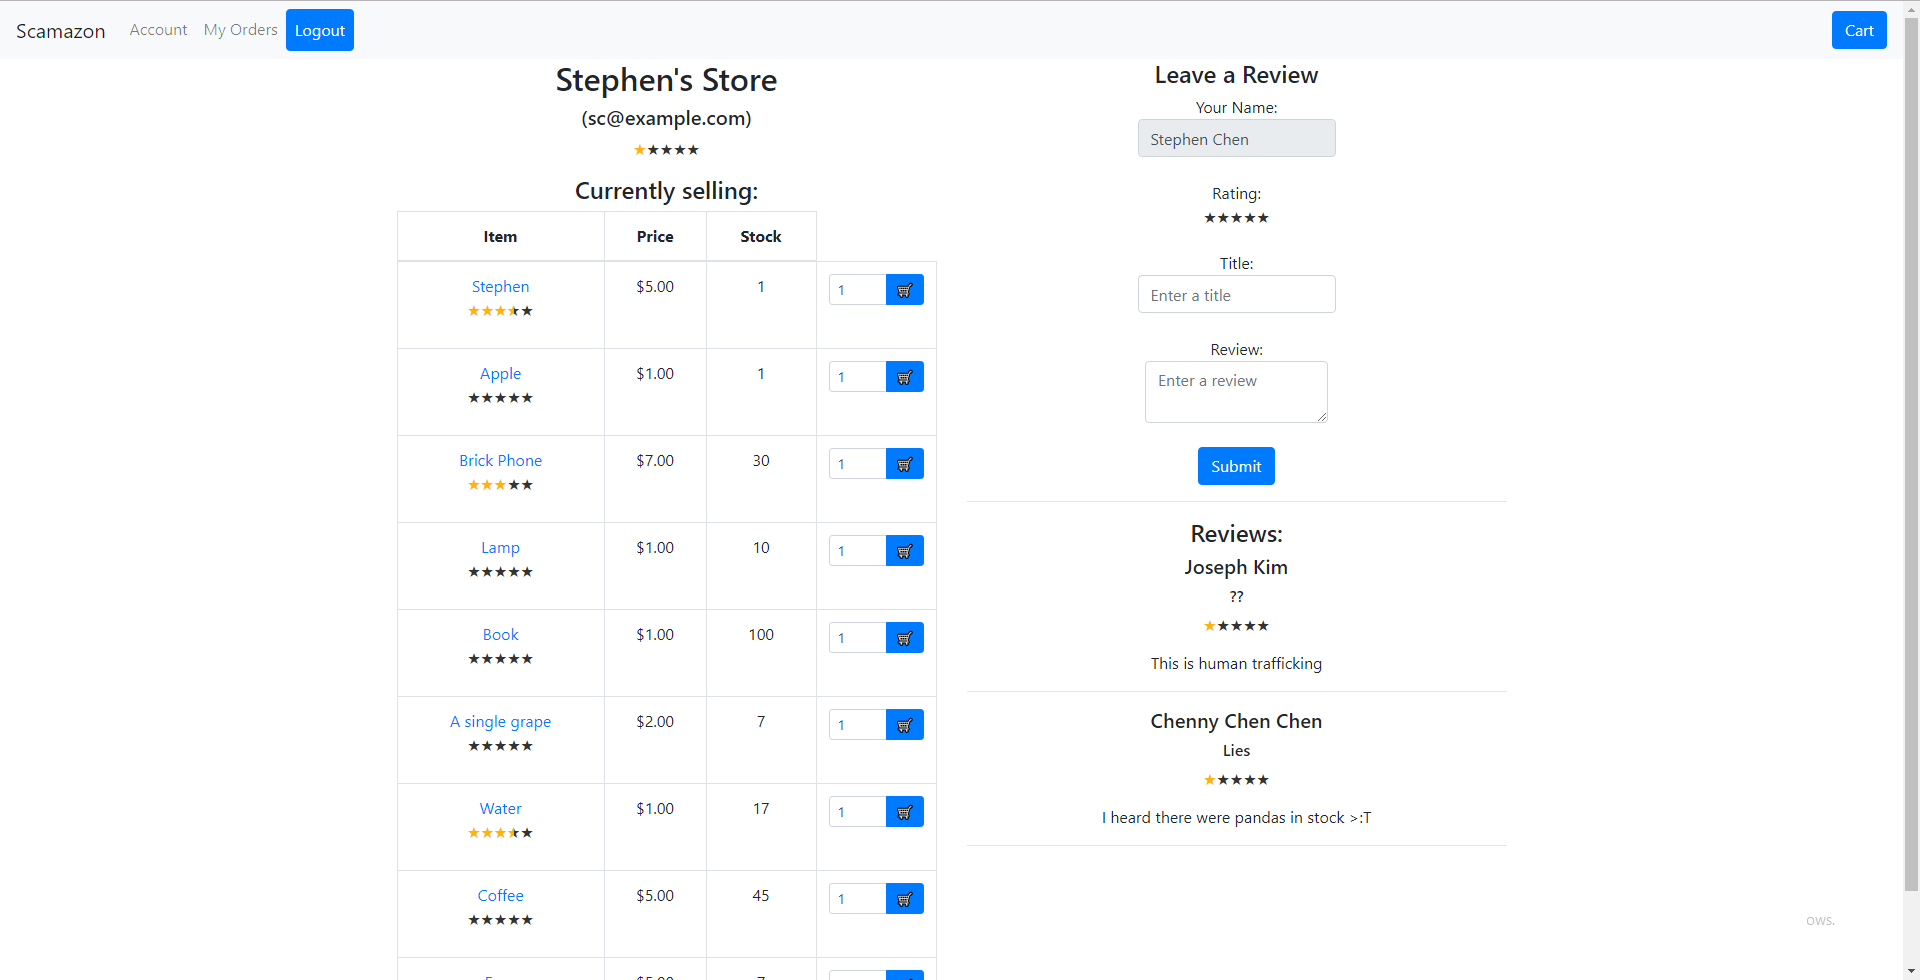 Scamazon Account My Orders Logout Cart
Stephen's Store
(sc@example.com)
★★★★★
Currently selling:
Item Price Stock
Stephen $5.00 1 1
★★★★★
Apple $1.00 1 1
★★★★★
Brick Phone $7.00 30 1
★★★★★
Lamp $1.00 10 1
★★★★★
Book $1.00 100 1
★★★★★
A single grape $2.00 7 1
★★★★★
Water $1.00 17 1
★★★★★
Coffee $5.00 45 1
★★★★★
Leave a Review
Your Name:
Stephen Chen
Rating:
★★★★★
Title:
Enter a title
Review:
Enter a review
Submit
Reviews:
Joseph Kim
??
★★★★★
This is human trafficking
Chenny Chen Chen
Lies
★★★★★
I heard there were pandas in stock >:T
ows.